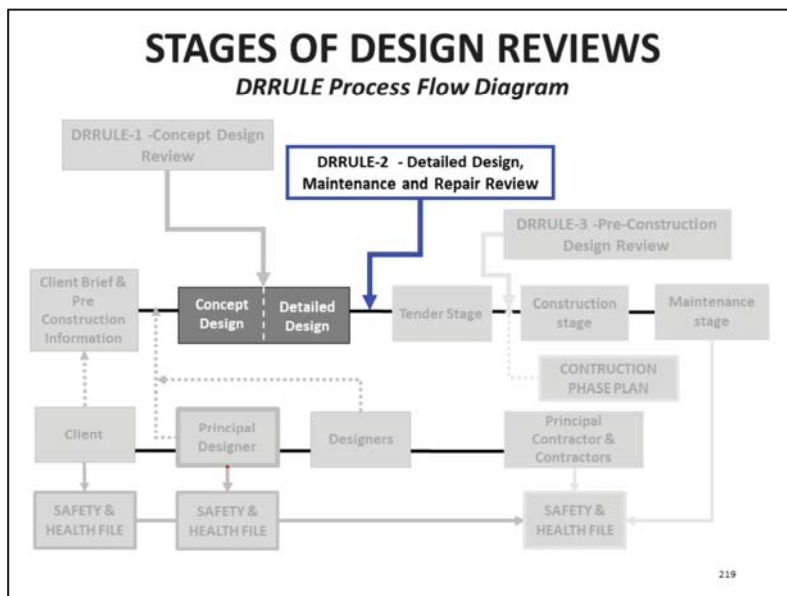 STAGES OF DESIGN REVIEWS
DRRULE Process Flow Diagram
DRRULE-1 -Concept Design
Review
DRRULE-2 - Detailed Design,
Maintenance and Repair Review
DRRULE-3 -Pre-Construction
Design Review
Client Brief &
Pre
Construction
Information
Concept
Design
Detailed
Design
Tender Stage
Construction
stage
Maintenance
stage
CONTRUCTION
PHASE PLAN
Client
Principal
Designer
Designers
Principal
Contractor &
Contractors
SAFETY &
HEALTH FILE
SAFETY &
HEALTH FILE
SAFETY &
HEALTH FILE
219